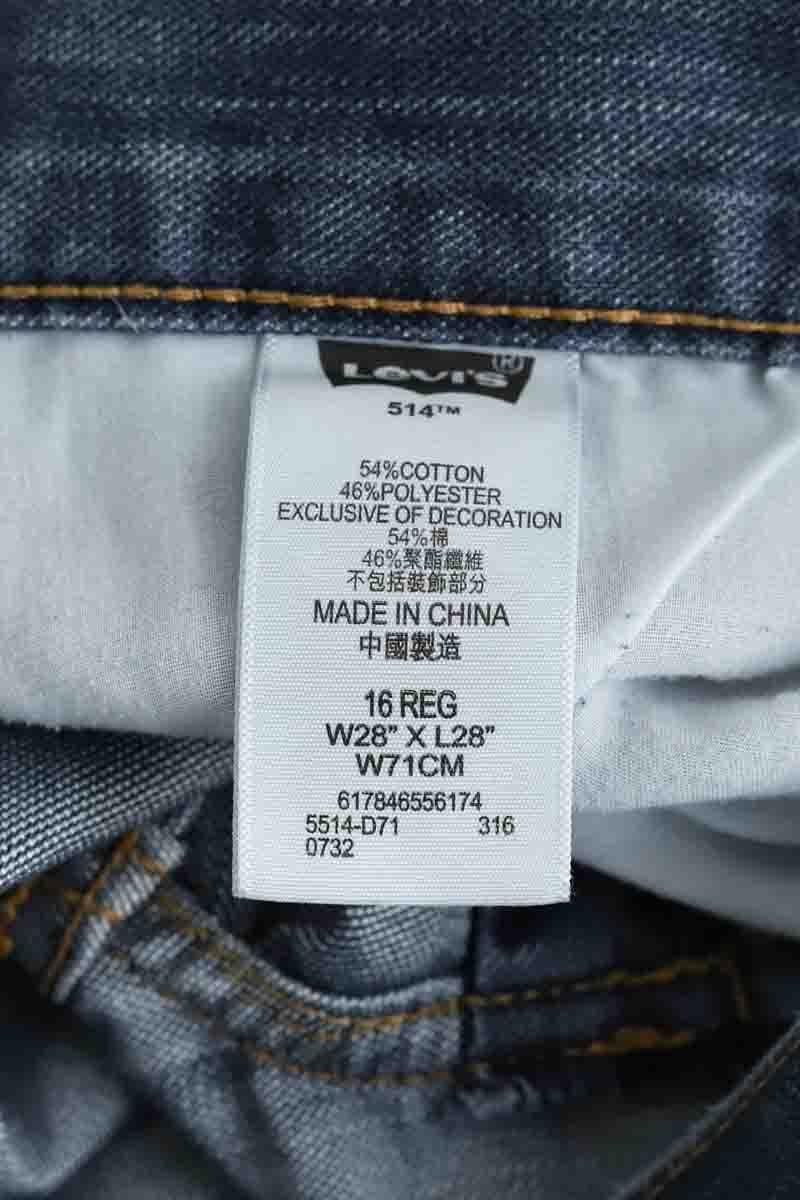 Levi's®
514™
54%COTTON
46%POLYESTER
EXCLUSIVE OF DECORATION
54%棉
46%聚酯纖維
不包括裝飾部分
MADE IN CHINA
中國製造
16 REG
W28” X L28”
W71CM
617846556174
5514-D71 316
0732